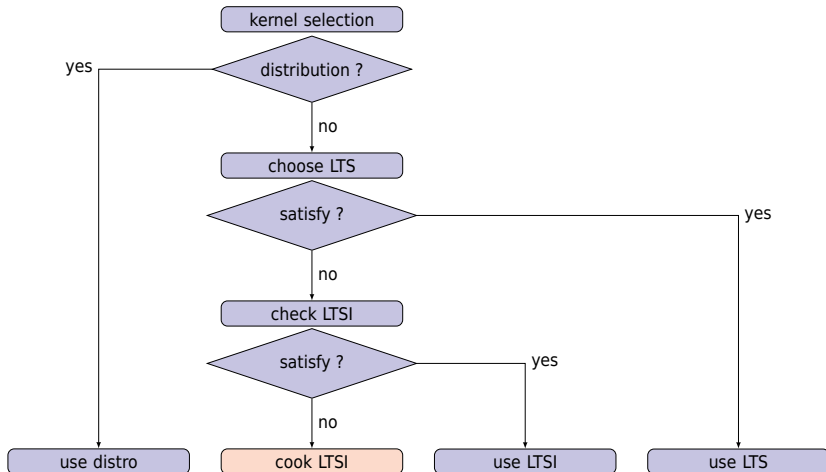 kernel selection
yes
distribution ?
no
choose LTS
satisfy ?
yes
no
check LTSI
satisfy ?
yes
no
use distro
cook LTSI
use LTSI
use LTS